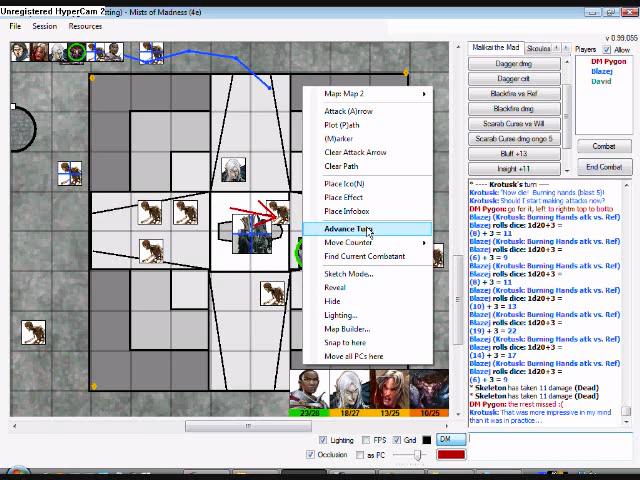 Unregistered HyperCam 2
Mists of Madness (4e)
File Session Resources
v 0.99.055
Malikai the Mad Skoulos
Players Allow
DM Pygon
Blazej
David
Dagger dmg
Dagger crit
Blackfire vs Ref
Blackfire dmg
Scarab Curse vs Will
Scarab Curse dmg ongo 5
Bluff +13
Insight +11
Combat
End Combat
Map: Map 2
Attack (A)rrow
Plot (P)ath
(M)arker
Clear Attack Arrow
Clear Path
Place Ico(N)
Place Effect
Place Infobox
Advance Turn
Move Counter
Find Current Combatant
Sketch Mode...
Reveal
Hide
Lighting...
Map Builder...
Snap to here
Move all PCs here
* ---- Krotusk's turn ----
Krotusk: 'Now die! Burning hands (blast 5)!
Krotusk: Should I start making attacks now?
DM Pygon: go for it, left to rightm top to botto
Blazej (Krotusk: Burning Hands atk vs. Ref)
Blazej rolls dice: 1d20+3 =
(8) + 3 = 11
Blazej (Krotusk: Burning Hands atk vs. Ref)
Blazej rolls dice: 1d20+3 =
(8) + 3 = 11
Blazej (Krotusk: Burning Hands atk vs. Ref)
Blazej rolls dice: 1d20+3 =
(10) + 3 = 13
Blazej (Krotusk: Burning Hands atk vs. Ref)
Blazej rolls dice: 1d20+3 =
(19) + 3 = 22
Blazej (Krotusk: Burning Hands atk vs. Ref)
Blazej rolls dice: 1d20+3 =
(14) + 3 = 17
Blazej (Krotusk: Burning Hands atk vs. Ref)
Blazej rolls dice: 1d20+3 =
(6) + 3 = 9
* Skeleton has taken 11 damage (Dead)
* Skeleton has taken 11 damage (Dead)
DM Pygon: the rrest missed :(
Krotusk: That was more impressive in my mind
than it was in practice...
23/28 18/27 13/25 10/25
Lighting FPS Grid DM
Occlusion as PC